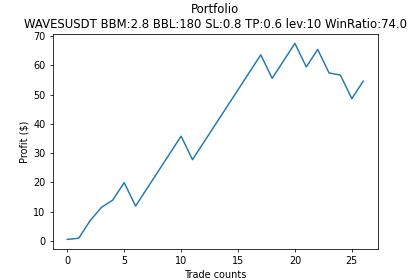 Portfolio
WAVESUSDT BBM:2.8 BBL:180 SL:0.8 TP:0.6 lev:10 WinRatio:74.0
70
60
50
40
30
20
10
0
Profit ($)
0 5 10 15 20 25
Trade counts